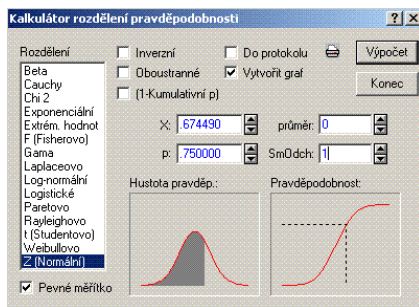 Kalkulátor rozdělení pravděpodobnosti
Rozdělení
Beta
Cauchy
Chi 2
Exponenciální
Extrém. hodnot
F (Fisherovo)
Gama
Laplaceovo
Log-normální
Logistické
Paretovo
Rayleighovo
t (Studentovo)
Weibullovo
Z (Normální)
Pevné měřítko
Inverzní
Do protokolu
Oboustranné
Vytvořit graf
(1-Kumulativní p)
Výpočet
Konec
X: .674490
průměr: 0
p: .750000
SmOdch: 1
Hustota pravděp.:
Pravděpodobnost: